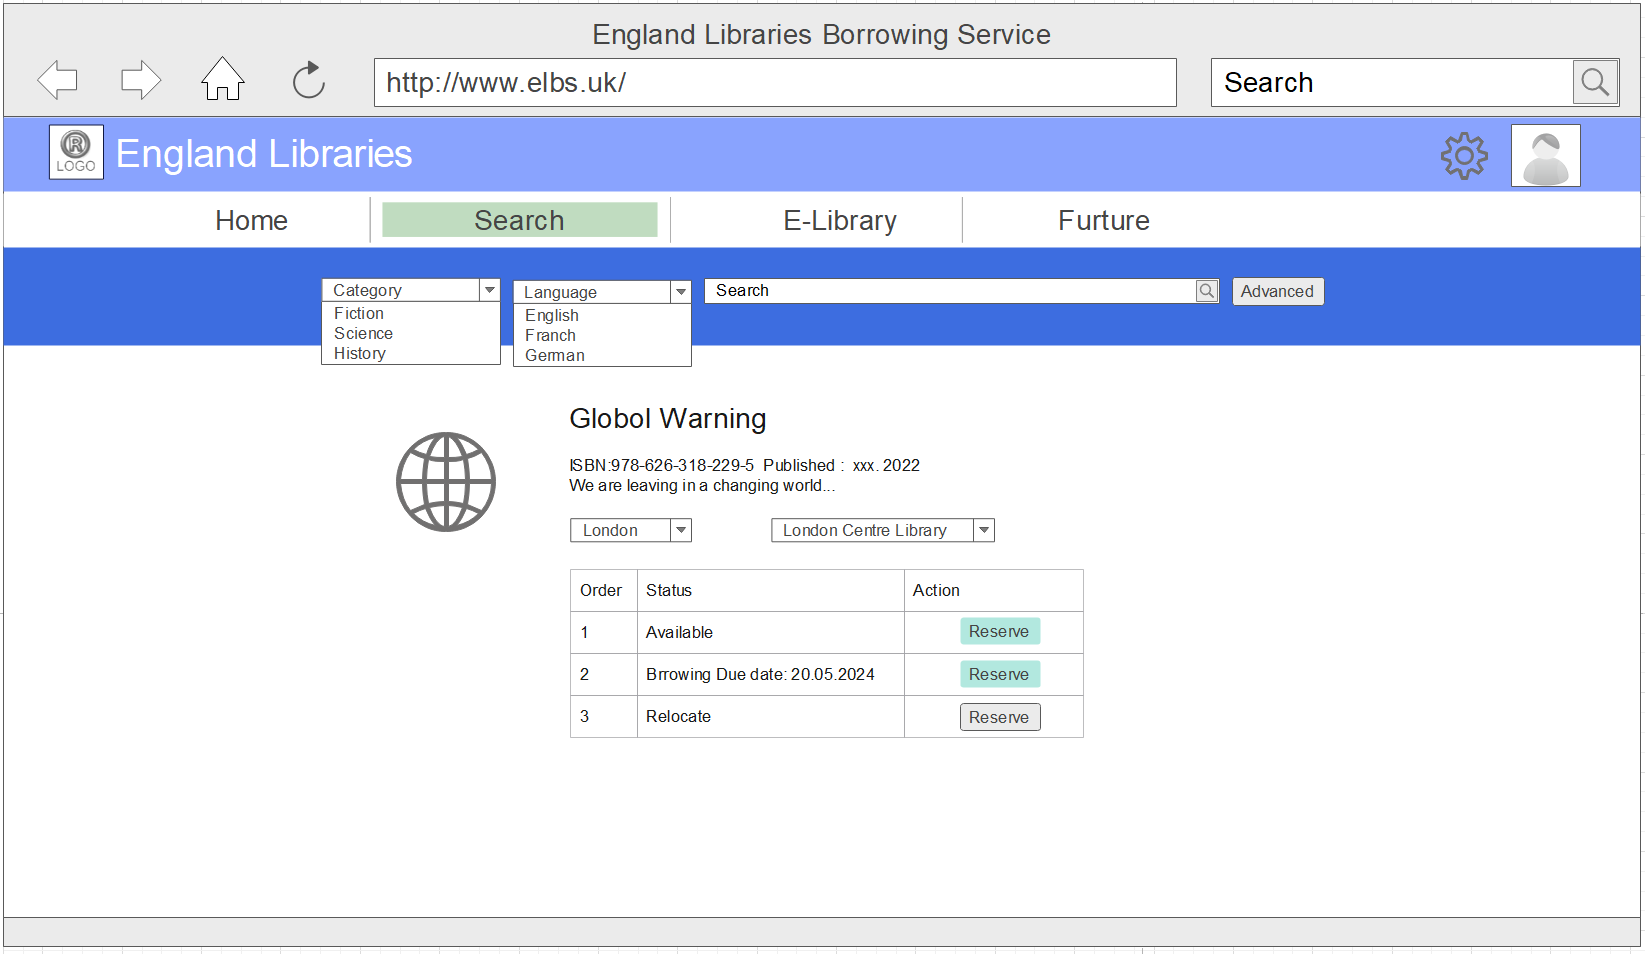 England Libraries Borrowing Service
http://www.elbs.uk/
Search
® LOGO
England Libraries
Home
Search
E-Library
Furture
Category
Fiction
Science
History
Language
English
Franch
German
Search
Advanced
Globol Warning
ISBN:978-626-318-229-5 Published : xxx. 2022
We are leaving in a changing world...
London
London Centre Library
Order Status Action
1 Available Reserve
2 Brrowing Due date: 20.05.2024 Reserve
3 Relocate Reserve